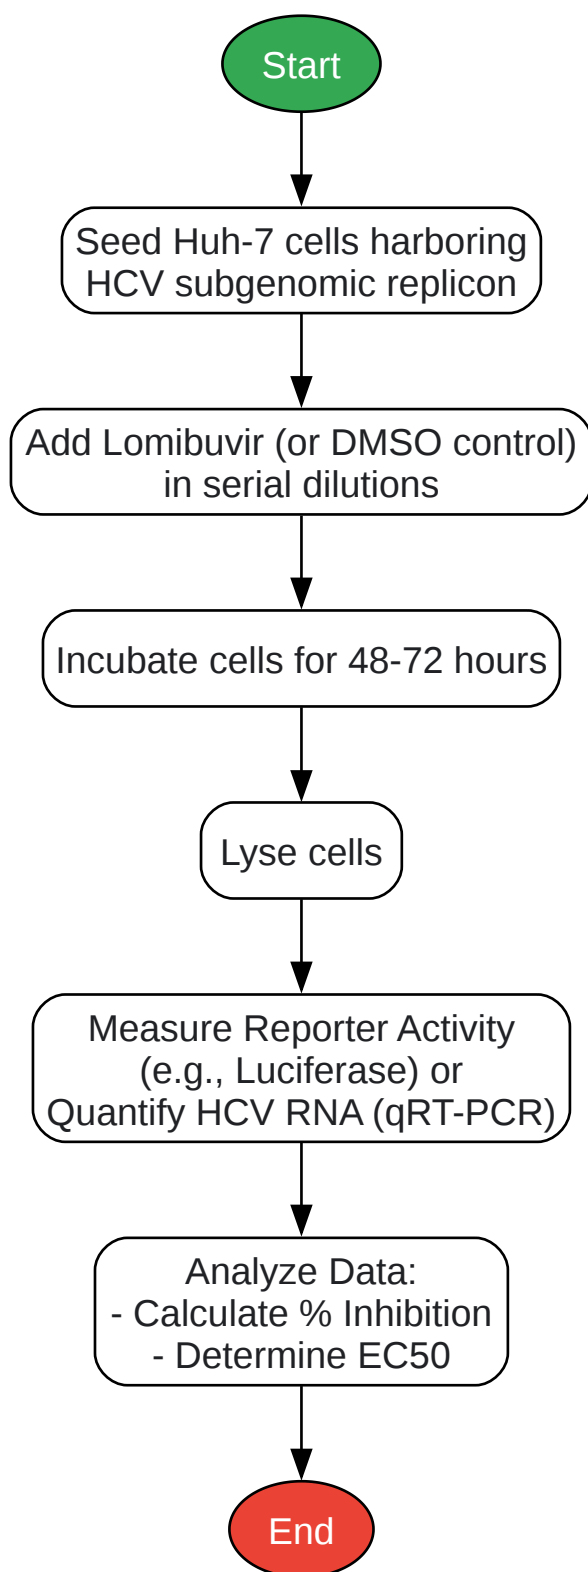 Start
Seed Huh-7 cells harboring
HCV subgenomic replicon
Add Lomibuvir (or DMSO control)
in serial dilutions
Incubate cells for 48-72 hours
Lyse cells
Measure Reporter Activity
(e.g., Luciferase) or
Quantify HCV RNA (qRT-PCR)
Analyze Data:
- Calculate % Inhibition
- Determine EC50
End